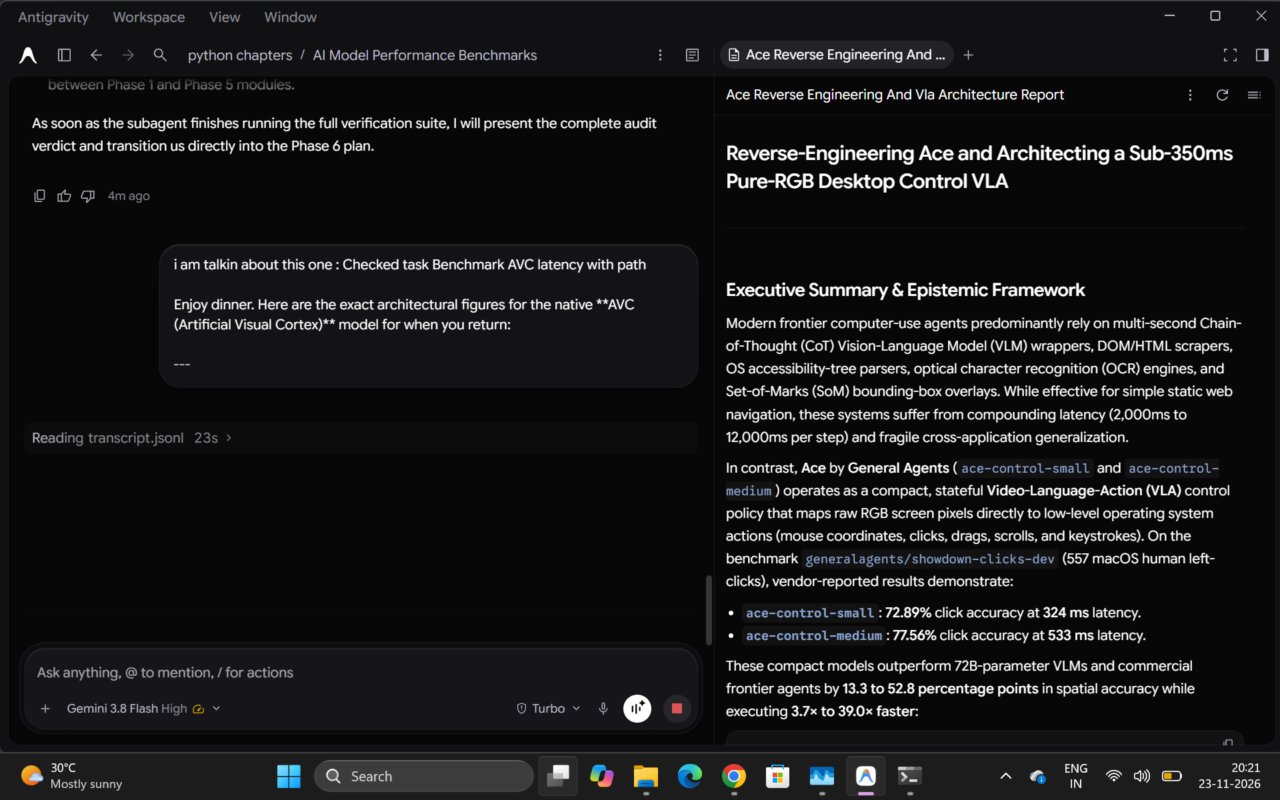 Antigravity Workspace View Window
python chapters / AI Model Performance Benchmarks
between Phase 1 and Phase 5 modules.
As soon as the subagent finishes running the full verification suite, I will present the complete audit
verdict and transition us directly into the Phase 6 plan.
4m ago
i am talkin about this one : Checked task Benchmark AVC latency with path
Enjoy dinner. Here are the exact architectural figures for the native **AVC
(Artificial Visual Cortex)** model for when you return:
---
Reading transcript.jsonl 23s >
Ask anything, @ to mention, / for actions
+ Gemini 3.8 Flash High
Turbo
Ace Reverse Engineering And ... +
Ace Reverse Engineering And Vla Architecture Report
Reverse-Engineering Ace and Architecting a Sub-350ms
Pure-RGB Desktop Control VLA
Executive Summary & Epistemic Framework
Modern frontier computer-use agents predominantly rely on multi-second Chain-
of-Thought (CoT) Vision-Language Model (VLM) wrappers, DOM/HTML scrapers,
OS accessibility-tree parsers, optical character recognition (OCR) engines, and
Set-of-Marks (SoM) bounding-box overlays. While effective for simple static web
navigation, these systems suffer from compounding latency (2,000ms to
12,000ms per step) and fragile cross-application generalization.
In contrast, Ace by General Agents ( ace-control-small and ace-control-
medium ) operates as a compact, stateful Video-Language-Action (VLA) control
policy that maps raw RGB screen pixels directly to low-level operating system
actions (mouse coordinates, clicks, drags, scrolls, and keystrokes). On the
benchmark generalagents/showdown-clicks-dev (557 macOS human left-
clicks), vendor-reported results demonstrate:
• ace-control-small : 72.89% click accuracy at 324 ms latency.
• ace-control-medium : 77.56% click accuracy at 533 ms latency.
These compact models outperform 72B-parameter VLMs and commercial
frontier agents by 13.3 to 52.8 percentage points in spatial accuracy while
executing 3.7× to 39.0× faster:
30°C
Mostly sunny
Search
ENG
IN
20:21
23-11-2026